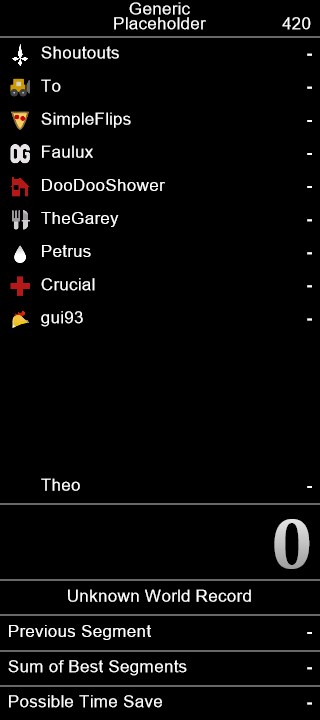 Generic
Placeholder 420
Shoutouts -
To -
SimpleFlips -
OG Faulux -
DooDooShower -
TheGarey -
Petrus -
Crucial -
gui93 -
Theo -
0
Unknown World Record
Previous Segment -
Sum of Best Segments -
Possible Time Save -